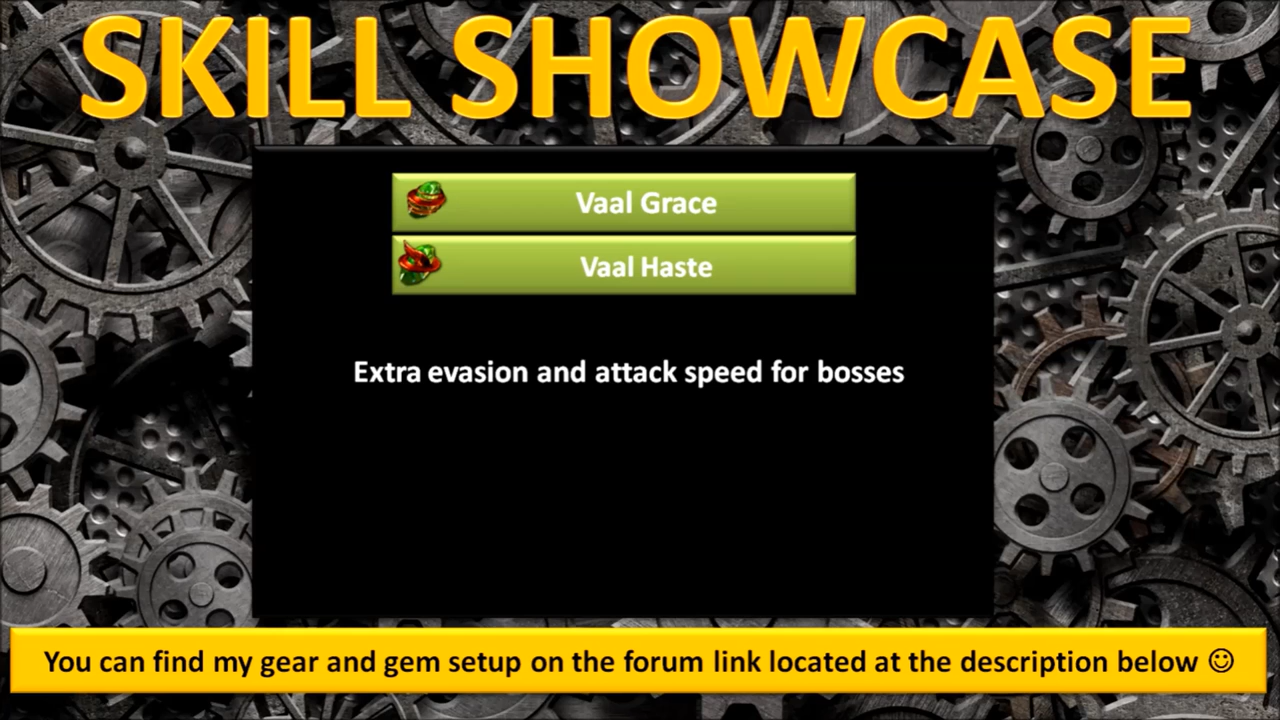 SKILL SHOWCASE
Vaal Grace
Vaal Haste
Extra evasion and attack speed for bosses
You can find my gear and gem setup on the forum link located at the description below ☺